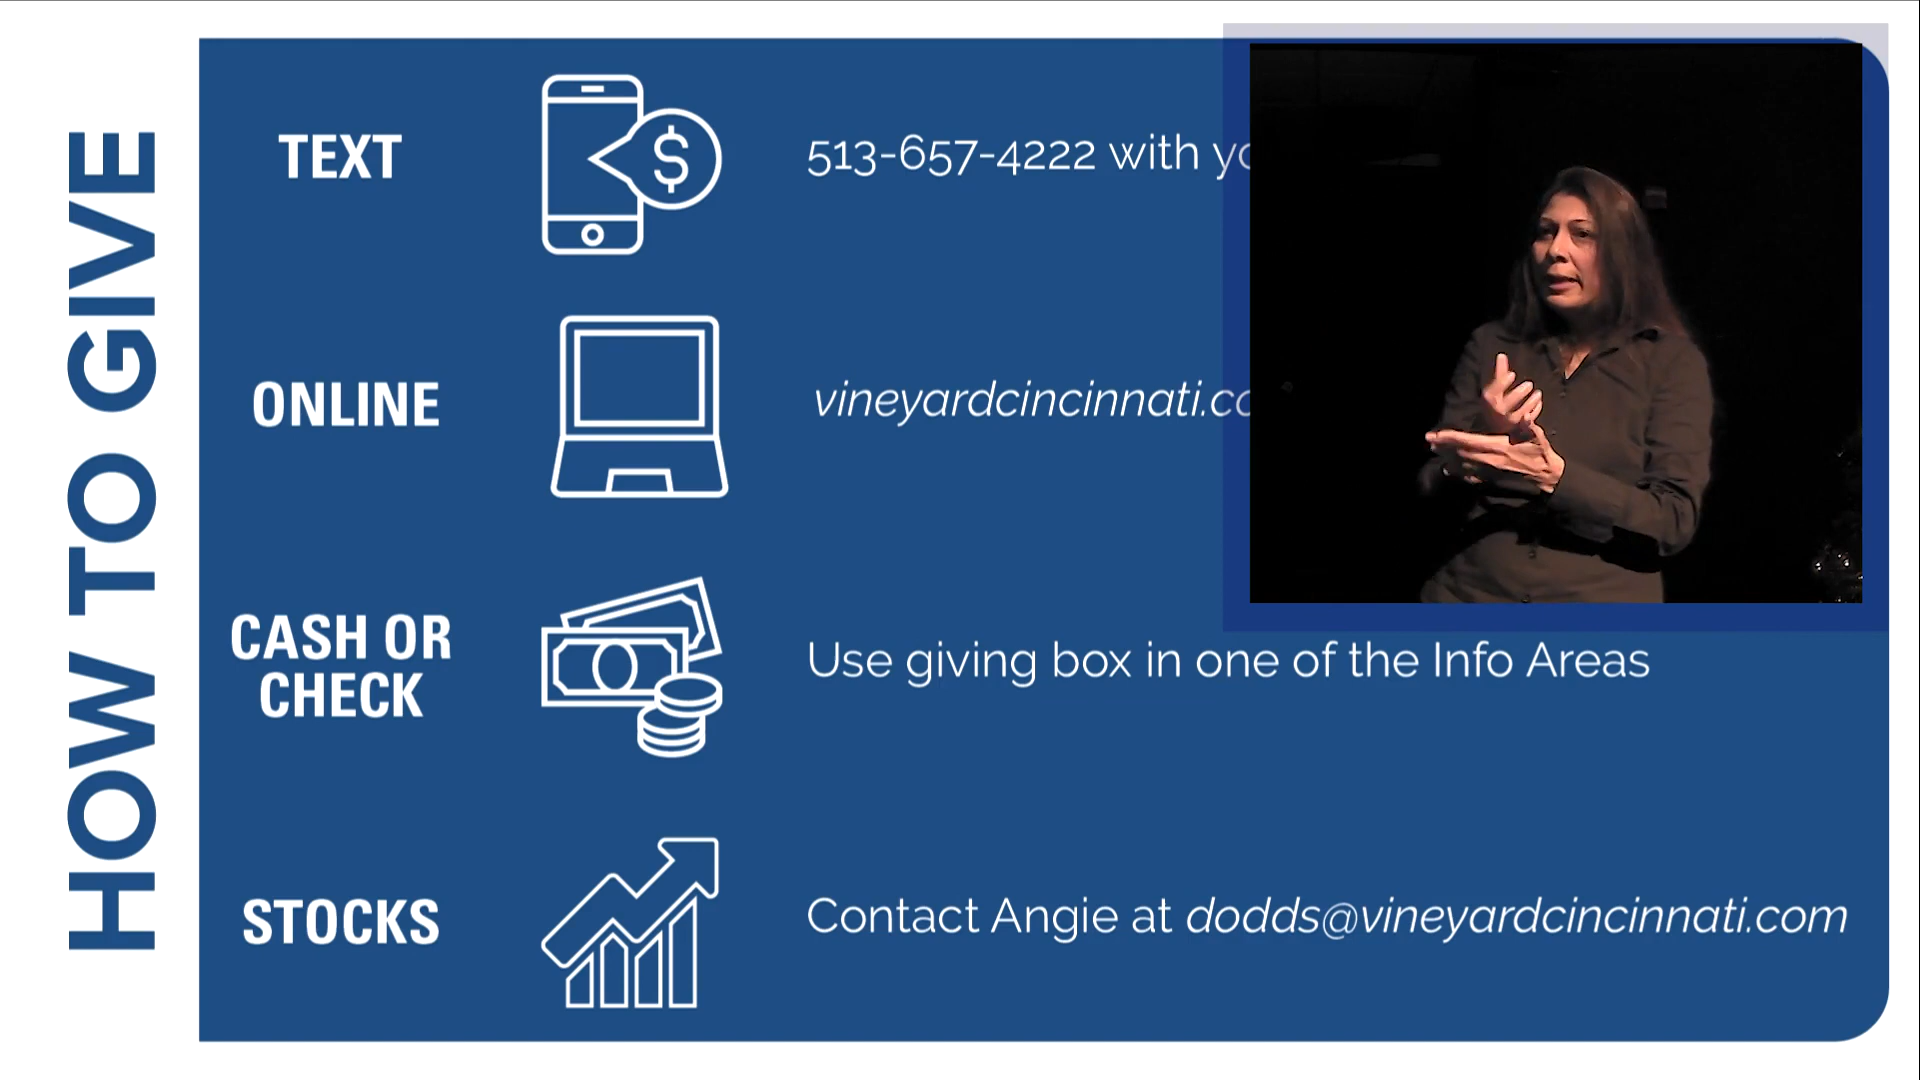 HOW TO GIVE
TEXT
513-657-4222 with
ONLINE
CASH OR
CHECK
Use giving box in one of the Info Areas
STOCKS
Contact Angie at dodds@vineyardcincinnati.com